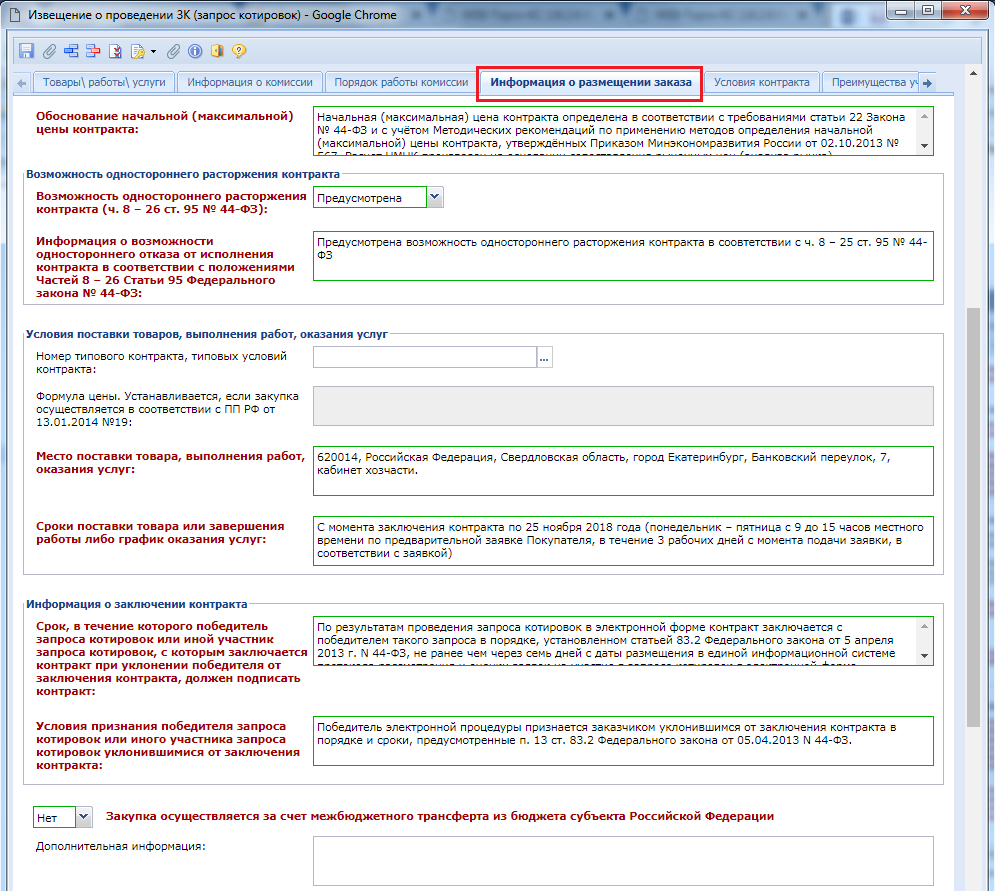 Извещение о проведении ЗК (запрос котировок) - Google Chrome
Товары\ работы\ услуги
Информация о комиссии
Порядок работы комиссии
Информация о размещении заказа
Условия контракта
Преимущества уч
Обоснование начальной (максимальной)
цены контракта:
Начальная (максимальная) цена контракта определена в соответствии с требованиями статьи 22 Закона
№ 44-ФЗ и с учётом Методических рекомендаций по применению методов определения начальной
(максимальной) цены контракта, утверждённых Приказом Минэкономразвития России от 02.10.2013 №
Возможность одностороннего расторжения контракта
Возможность одностороннего расторжения
контракта (ч. 8 – 26 ст. 95 № 44-ФЗ):
Предусмотрена
Информация о возможности
одностороннего отказа от исполнения
контракта в соответствии с положениями
Частей 8 – 26 Статьи 95 Федерального
закона № 44-ФЗ:
Предусмотрена возможность одностороннего расторжения контракта в соответствии с ч. 8 – 25 ст. 95 № 44-
ФЗ
Условия поставки товаров, выполнения работ, оказания услуг
Номер типового контракта, типовых условий
контракта:
...
Формула цены. Устанавливается, если закупка
осуществляется в соответствии с ПП РФ от
13.01.2014 №19:
Место поставки товара, выполнения работ,
оказания услуг:
620014, Российская Федерация, Свердловская область, город Екатеринбург, Банковский переулок, 7,
кабинет хозчасти.
Сроки поставки товара или завершения
работы либо график оказания услуг:
С момента заключения контракта по 25 ноября 2018 года (понедельник – пятница с 9 до 15 часов местного
времени по предварительной заявке Покупателя, в течение 3 рабочих дней с момента подачи заявки, в
соответствии с заявкой)
Информация о заключении контракта
Срок, в течение которого победитель
запроса котировок или иной участник
запроса котировок, с которым заключается
контракт при уклонении победителя от
заключения контракта, должен подписать
контракт:
По результатам проведения запроса котировок в электронной форме контракт заключается с
победителем такого запроса в порядке, установленном статьей 83.2 Федерального закона от 5 апреля
2013 г. N 44-ФЗ, не ранее чем через семь дней с даты размещения в единой информационной системе
Условия признания победителя запроса
котировок или иного участника запроса
котировок уклонившимися от заключения
контракта:
Победитель электронной процедуры признается заказчиком уклонившимся от заключения контракта в
порядке и сроки, предусмотренные п. 13 ст. 83.2 Федерального закона от 05.04.2013 N 44-ФЗ.
Нет
Закупка осуществляется за счет межбюджетного трансферта из бюджета субъекта Российской Федерации
Дополнительная информация: